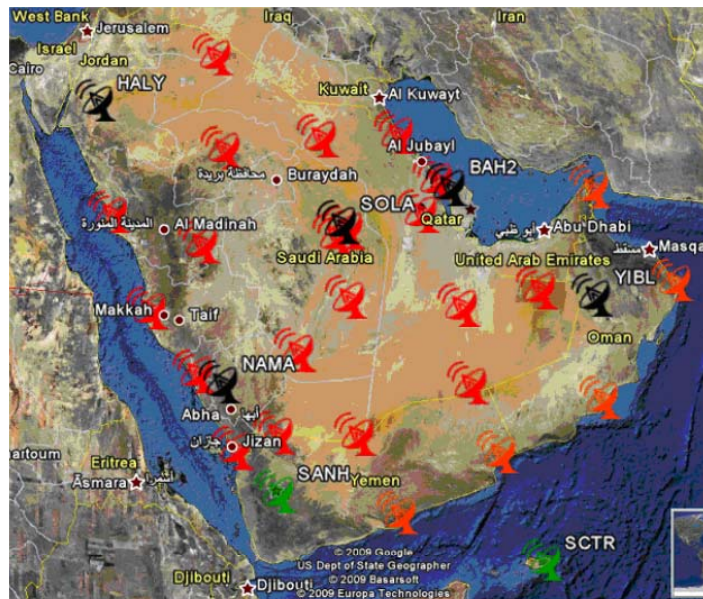 West Bank
Iraq
Iran
Jerusalem
Israel
Jordan
Cairo
HALY
Kuwait
Al Kuwayt
Al Jubayl
محافظة بريدة
Buraydah
BAH2
SOLA
Qatar
المدينة المنورة
Al Madinah
أبو ظبي
Abu Dhabi
مسقط
Masqa
Saudi Arabia
United Arab Emirates
YIBL
Makkah
Taif
Oman
NAMA
Abha
أبها
جازان
Jizan
hartoum
Eritrea
Āsmara
أسمرا
SANH
Yemen
SCTR
© 2009 Google
US Dept of State Geographer
© 2009 Basarsoft
© 2009 Europa Technologies
Djibouti
Djibouti